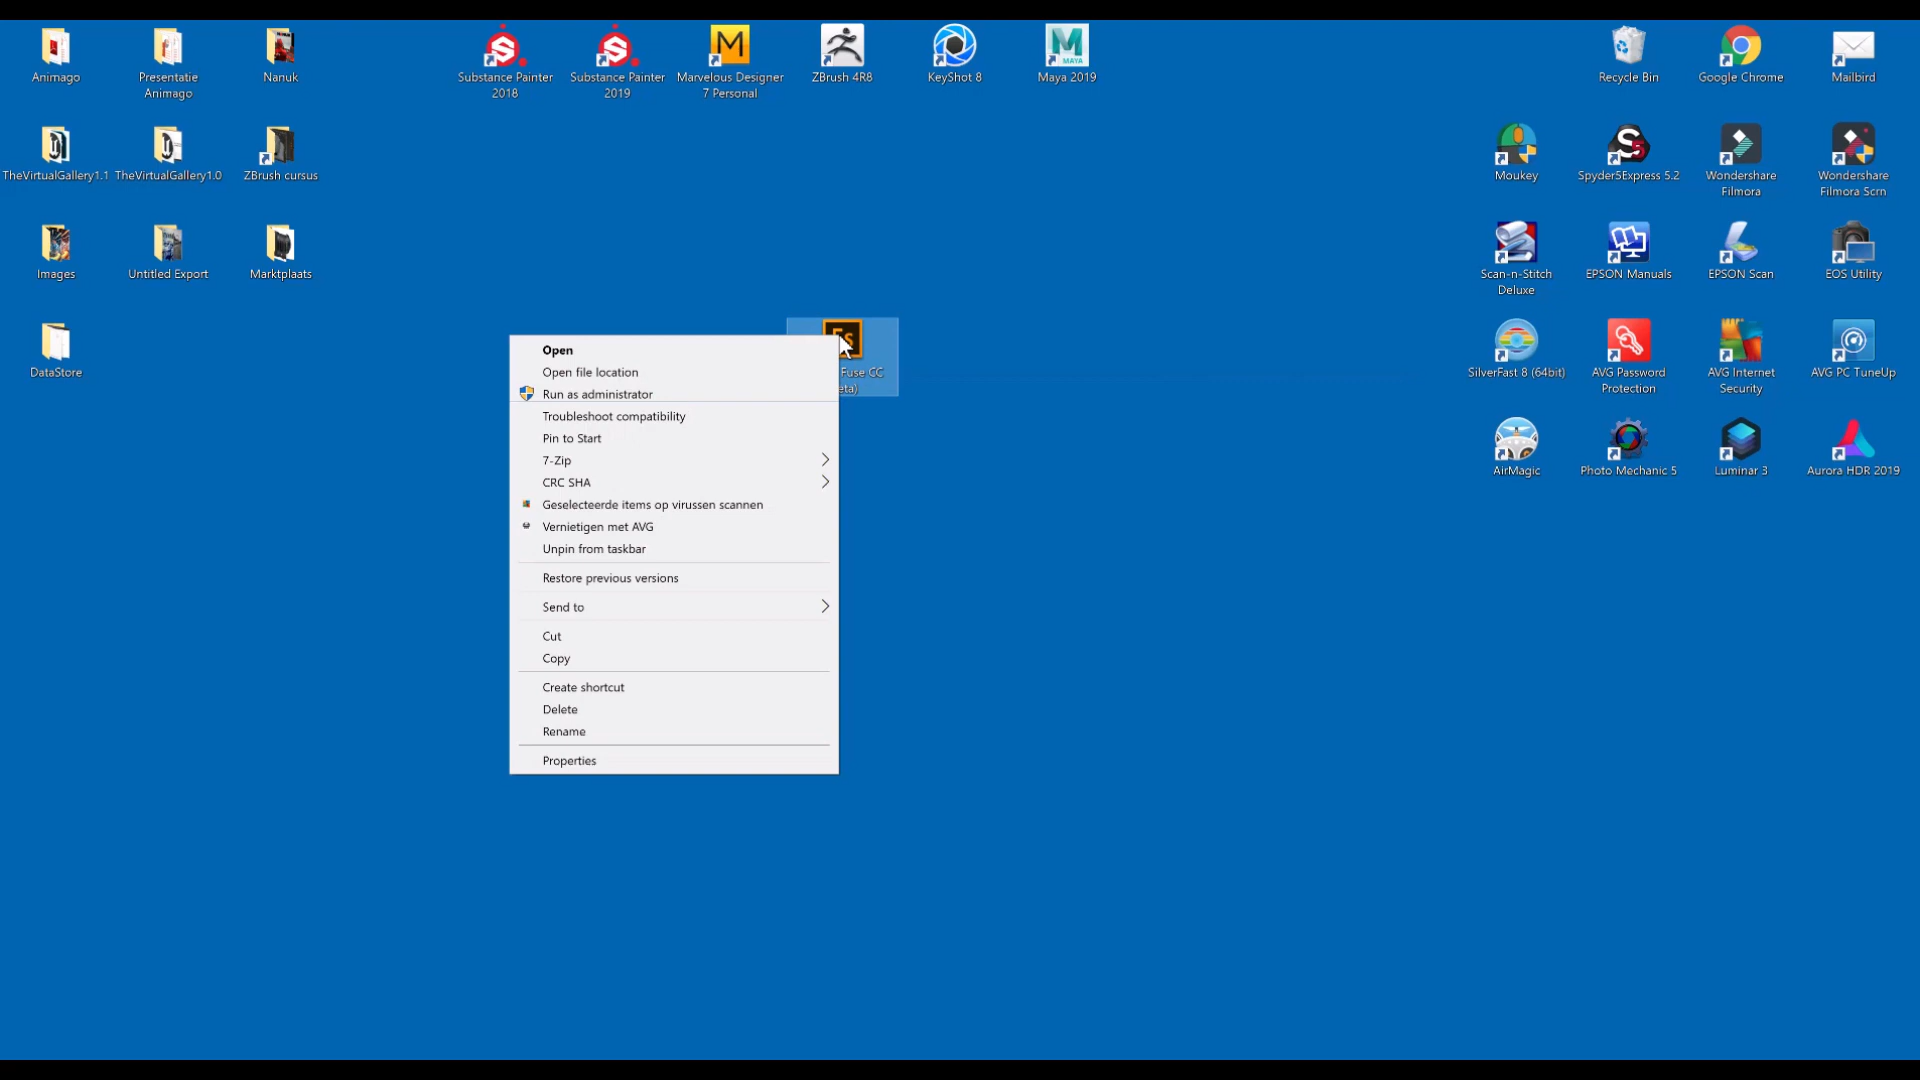 Animago
Presentatie
Animago
Nanuk
Substance Painter
2018
Substance Painter
2019
Marvelous Designer
7 Personal
ZBrush 4R8
KeyShot 8
MAYA
Maya 2019
Recycle Bin
Google Chrome
Mailbird
TheVirtualGallery1.1
TheVirtualGallery1.0
ZBrush cursus
Moukey
Spyder5Express 5.2
Wondershare
Filmora
Wondershare
Filmora Scrn
Images
Untitled Export
Marktplaats
Scan-n-Stitch
Deluxe
EPSON Manuals
EPSON Scan
EOS Utility
DataStore
Fuse CC
eta)
SilverFast 8 (64bit)
AVG Password
Protection
AVG Internet
Security
AVG PC TuneUp
AirMagic
Photo Mechanic 5
Luminar 3
Aurora HDR 2019
Open
Open file location
Run as administrator
Troubleshoot compatibility
Pin to Start
7-Zip
CRC SHA
Geselecteerde items op virussen scannen
Vernietigen met AVG
Unpin from taskbar
Restore previous versions
Send to
Cut
Copy
Create shortcut
Delete
Rename
Properties